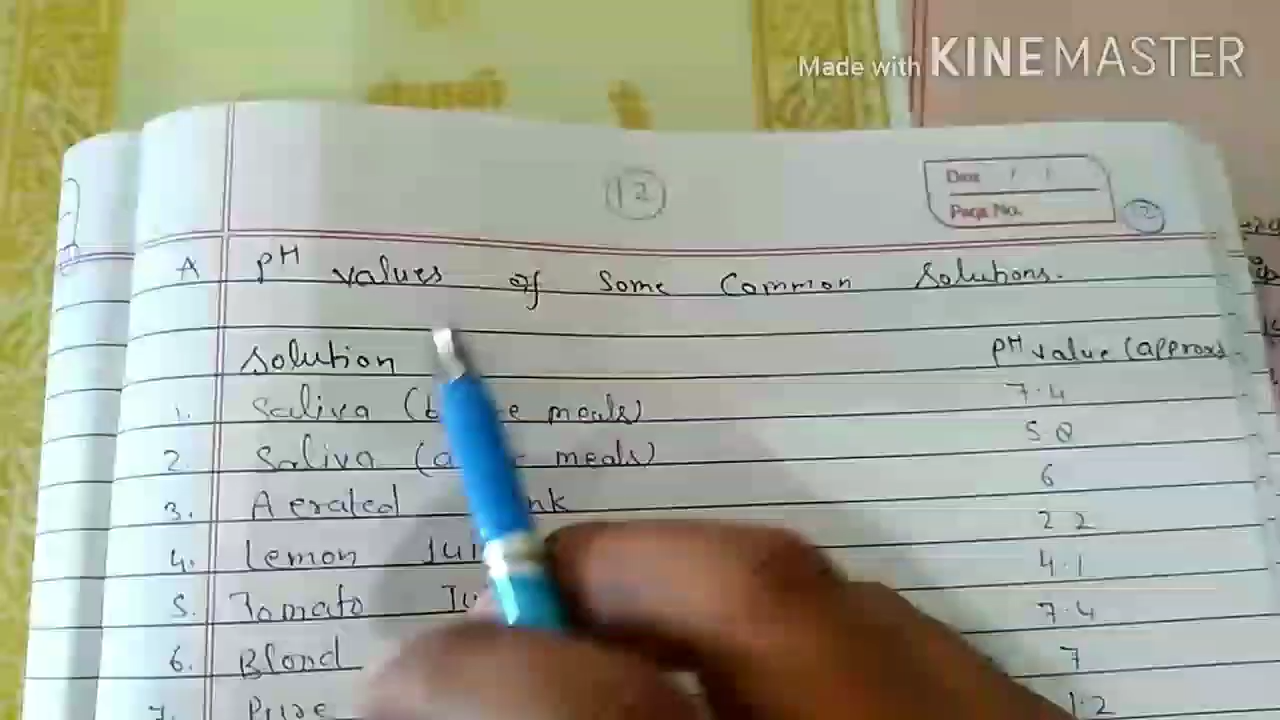 Made with KINEMASTER
12
Date / /
Page No.
12
A pH values of Some Common Solutions.
Solution pH value (approx).
1. Saliva ( meals) 7.4
2. Saliva ( meals) 5 8
3. Aerated 6
4. Lemon 2 2
5. Tomato 4.1
6. Blood 7.4
7. 7
1.2